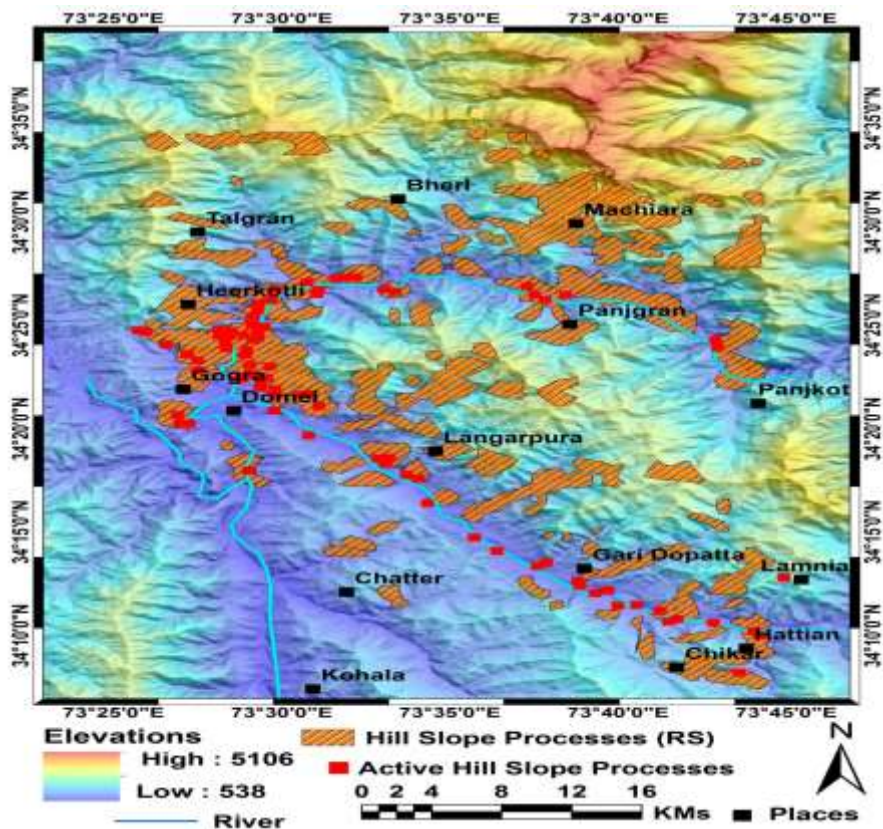 73°25'0"E 73°30'0"E 73°35'0"E 73°40'0"E 73°45'0"E
34°35'0"N 34°35'0"N
Bherl
34°30'0"N Talgran Machiara 34°30'0"N
Heerkotli
34°25'0"N Panjgran 34°25'0"N
Gogra Panjkot
Domel
34°20'0"N Langarpura 34°20'0"N
34°15'0"N 34°15'0"N
Gari Dopatta Lamnia
Chatter
34°10'0"N Hattian 34°10'0"N
Chikar
Kohala
73°25'0"E 73°30'0"E 73°35'0"E 73°40'0"E 73°45'0"E
Elevations
High : 5106
Low : 538
River
Hill Slope Processes (RS)
Active Hill Slope Processes
0 2 4 8 12 16
KMs
Places
N